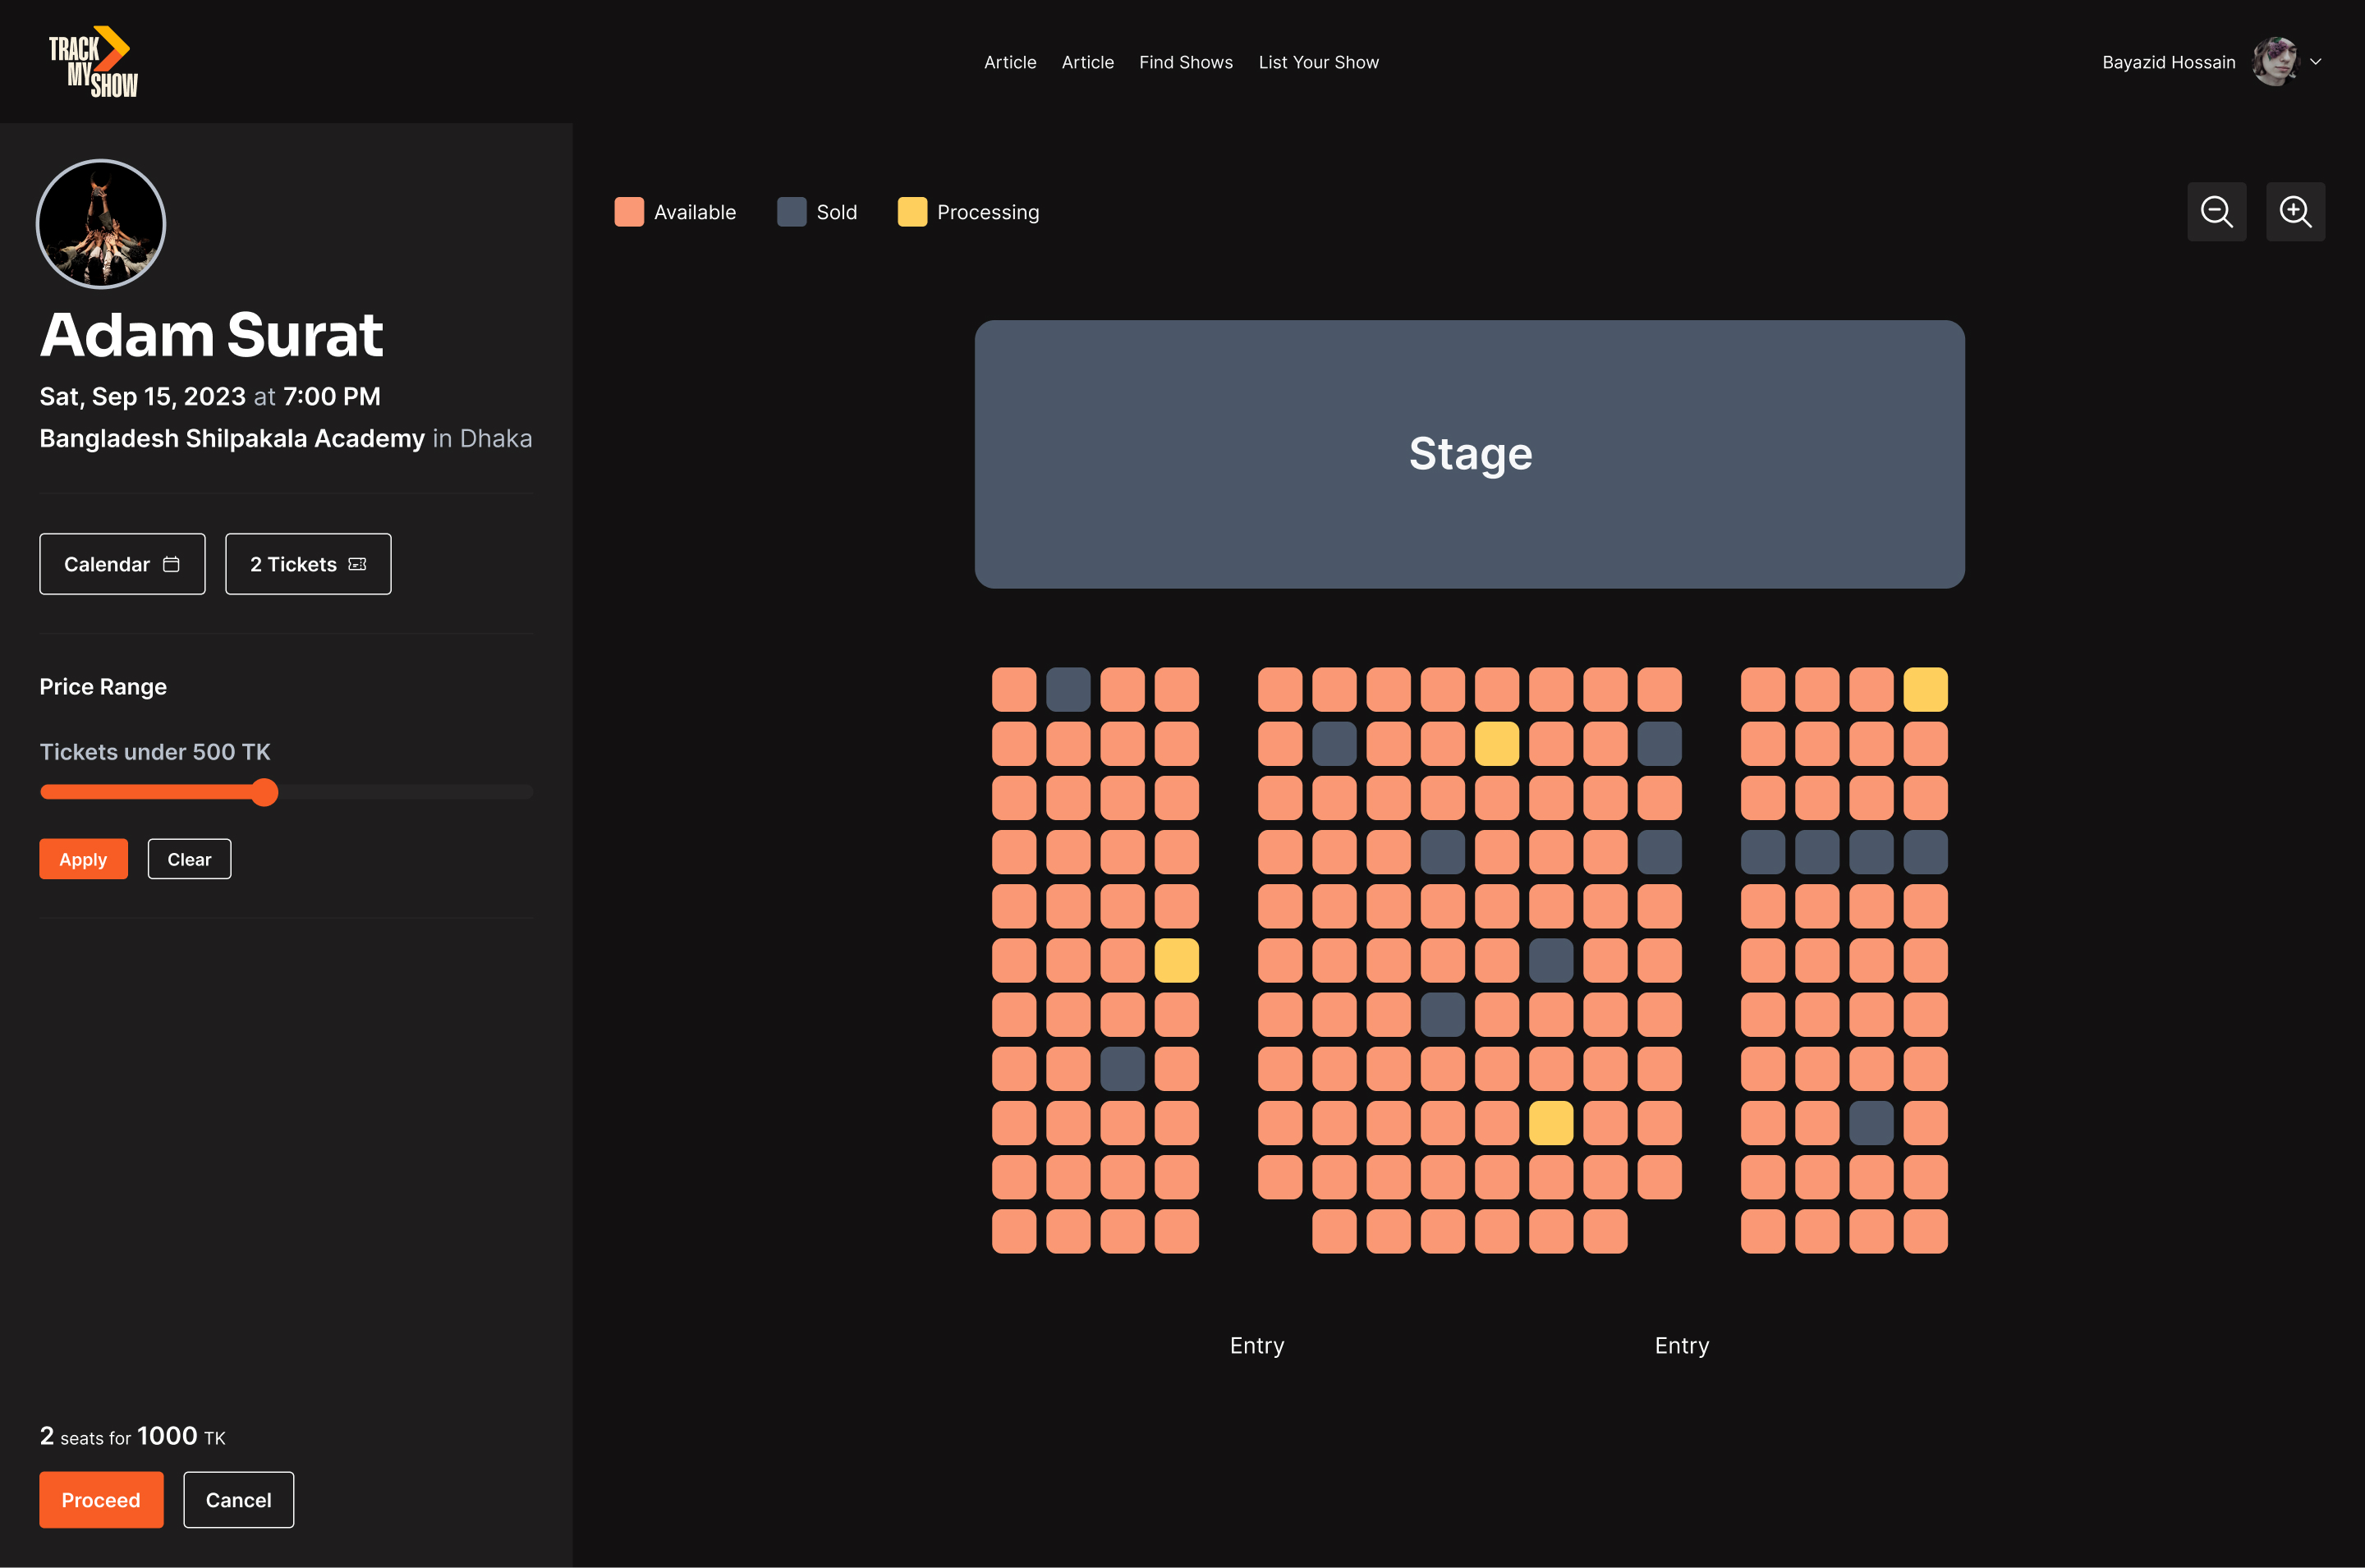 TRACK
MY
SHOW
Article Article Find Shows List Your Show
Bayazid Hossain
Adam Surat
Sat, Sep 15, 2023 at 7:00 PM
Bangladesh Shilpakala Academy in Dhaka
Calendar 2 Tickets
Price Range
Tickets under 500 TK
Apply Clear
2 seats for 1000 TK
Proceed Cancel
Available Sold Processing
Stage
Entry Entry